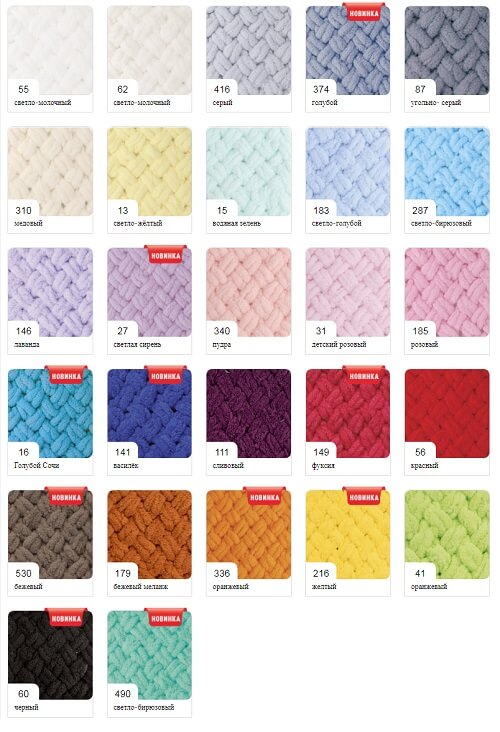 55
светло-молочный
62
светло-молочный
416
серый
НОВИНКА
374
голубой
87
угольно- серый
310
медовый
13
светло-жёлтый
15
водяная зелень
183
светло-голубой
287
светло-бирюзовый
146
лаванда
НОВИНКА
27
светлая сирень
340
пудра
31
детский розовый
185
розовый
НОВИНКА
16
Голубой Сочи
НОВИНКА
141
василёк
111
сливовый
НОВИНКА
149
фуксия
56
красный
НОВИНКА
530
бежевый
179
бежевый меланж
НОВИНКА
336
оранжевый
НОВИНКА
216
желтый
41
оранжевый
НОВИНКА
60
черный
НОВИНКА
490
светло-бирюзовый